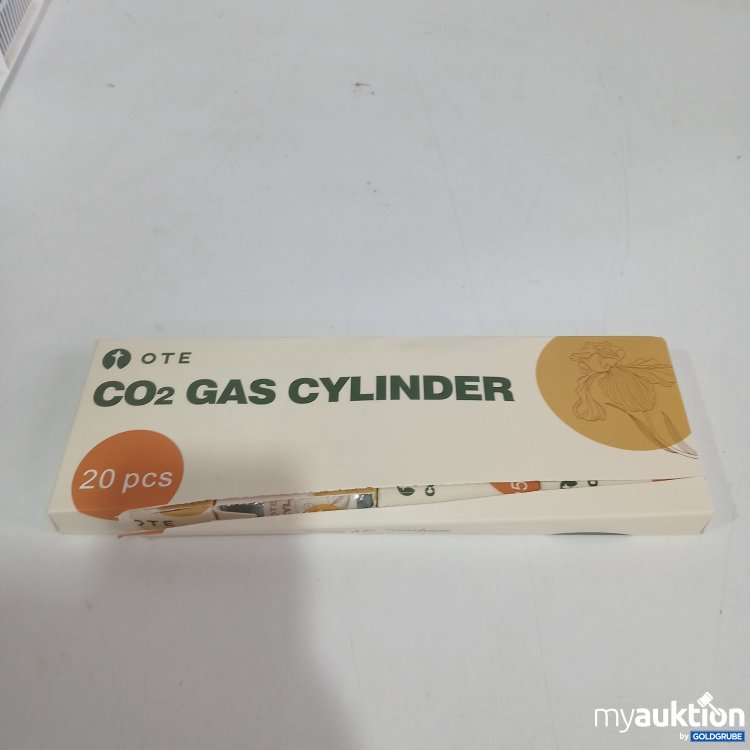 OTE
CO2 GAS CYLINDER
20 pcs
OTE
myauktion
by GOLDGRUBE